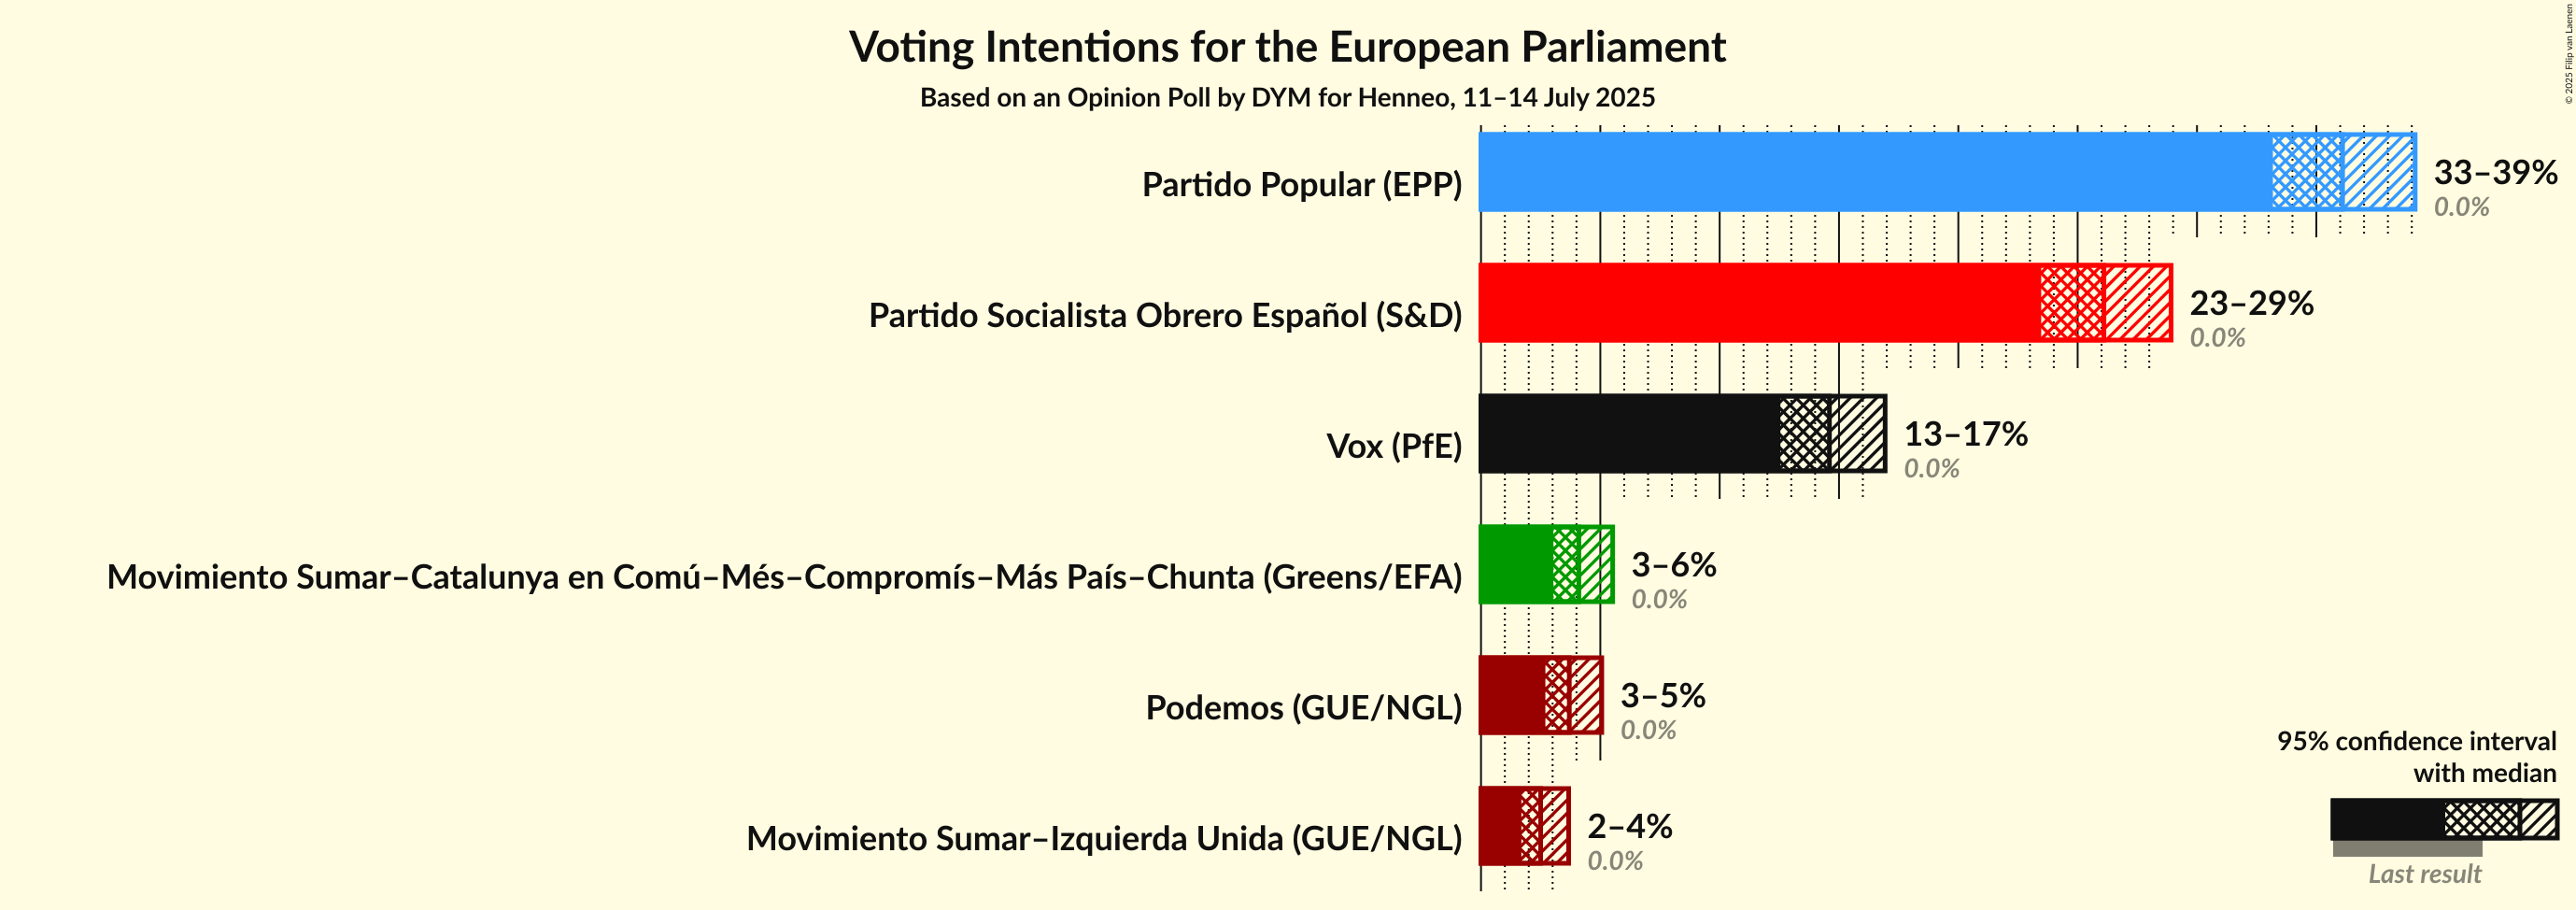 Voting Intentions for the European Parliament
Based on an Opinion Poll by DYM for Henneo, 11–14 July 2025
© 2025 Filip van Laenen
Partido Popular (EPP)
33–39%
0.0%
Partido Socialista Obrero Español (S&D)
23–29%
0.0%
Vox (PfE)
13–17%
0.0%
Movimiento Sumar–Catalunya en Comú–Més–Compromís–Más País–Chunta (Greens/EFA)
3–6%
0.0%
Podemos (GUE/NGL)
3–5%
0.0%
Movimiento Sumar–Izquierda Unida (GUE/NGL)
2–4%
0.0%
95% confidence interval
with median
Last result